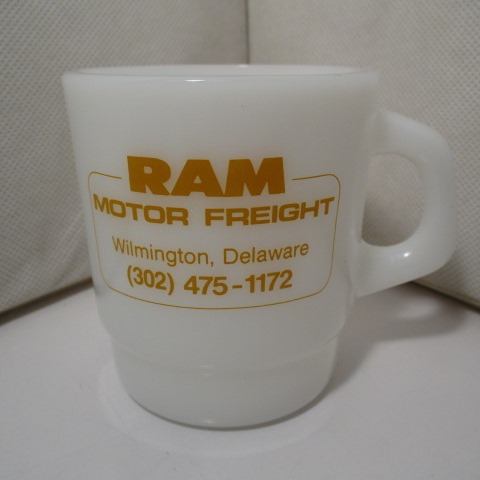 RAM
MOTOR FREIGHT
Wilmington, Delaware
(302) 475-1172